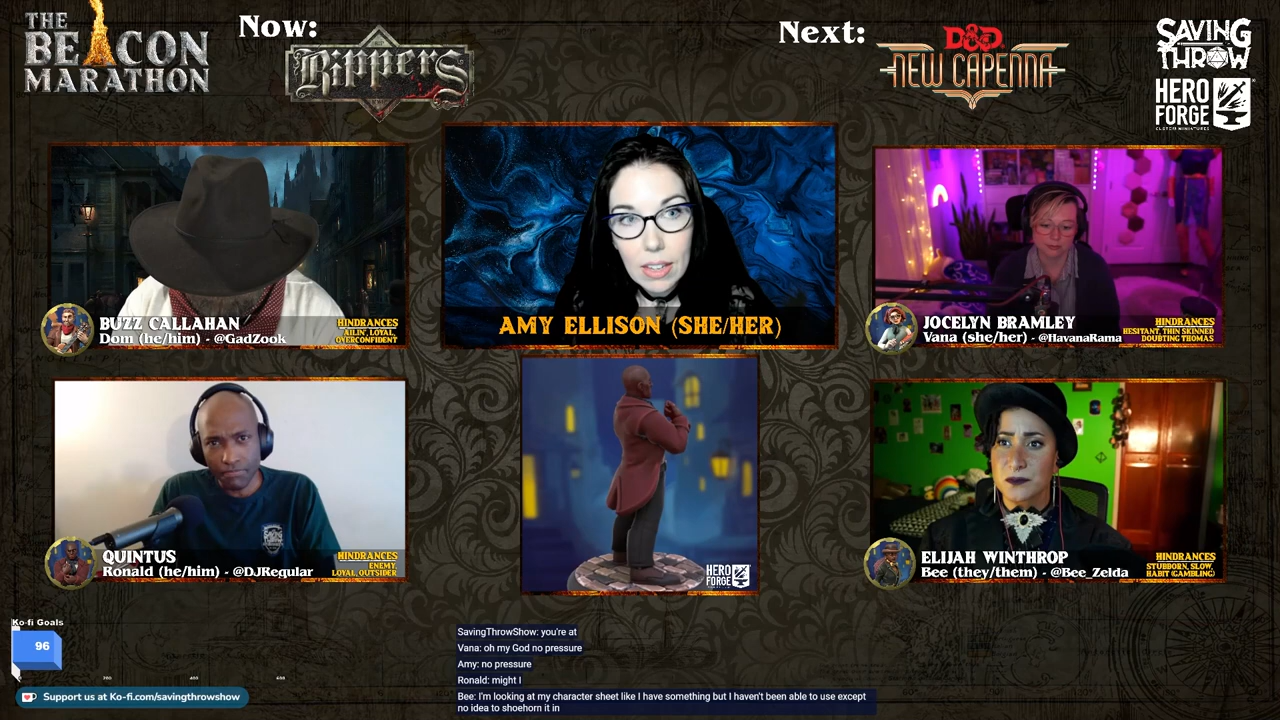 THE
BEACON
MARATHON
Now:
Rippers
Next:
D&D
NEW CAPENNA
SAVING
THROW
HERO
FORGE
CUSTOM MINIATURES
BUZZ CALLAHAN
Dom (he/him) - @GadZook
HINDRANCES
AILIN', LOYAL,
OVERCONFIDENT
AMY ELLISON (SHE/HER)
JOCELYN BRAMLEY
Vana (she/her) - @HavanaRama
HINDRANCES
HESITANT, THIN SKINNED
DOUBTING THOMAS
QUINTUS
Ronald (he/him) - @DJRegular
HINDRANCES
ENEMY,
LOYAL, OUTSIDER
HERO
FORGE
ELIJAH WINTHROP
Bee (they/them) - @Bee_Zelda
HINDRANCES
STUBBORN, SLOW,
HABIT (GAMBLING)
Ko-fi Goals
96
Support us at Ko-fi.com/savingthrowshow
SavingThrowShow: you're at
Vana: oh my God no pressure
Amy: no pressure
Ronald: might I
Bee: I'm looking at my character sheet like I have something but I haven't been able to use except
no idea to shoehorn it in